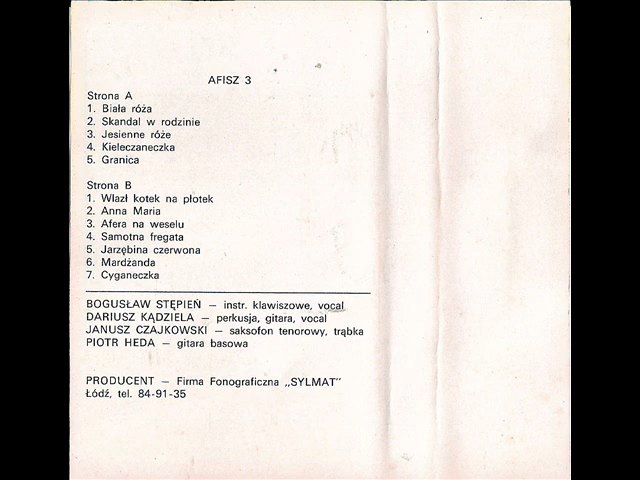 AFISZ 3
Strona A
1. Biała róża
2. Skandal w rodzinie
3. Jesienne róże
4. Kieleczaneczka
5. Granica
Strona B
1. Wlazł kotek na płotek
2. Anna Maria
3. Afera na weselu
4. Samotna fregata
5. Jarzębina czerwona
6. Mardżanda
7. Cyganeczka
BOGUSŁAW STĘPIEŃ — instr. klawiszowe, vocal
DARIUSZ KĄDZIELA — perkusja, gitara, vocal
JANUSZ CZAJKOWSKI — saksofon tenorowy, trąbka
PIOTR HEDA — gitara basowa
PRODUCENT — Firma Fonograficzna „SYLMAT”
Łódź, tel. 84-91-35